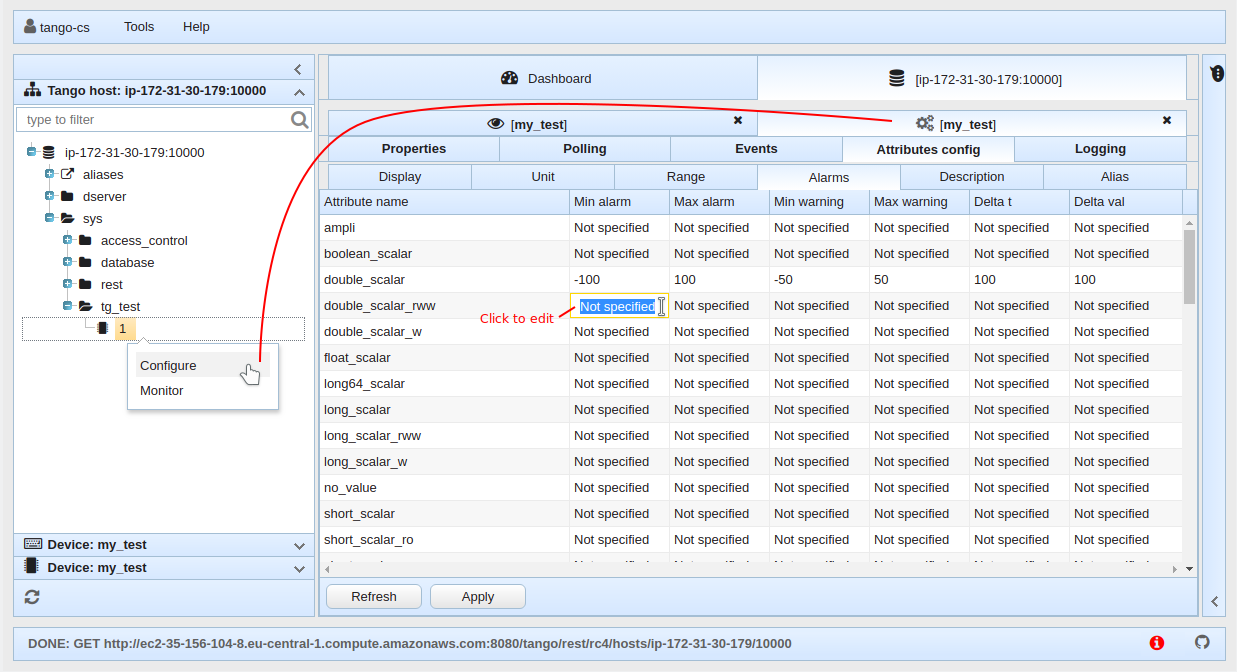 tango-cs Tools Help
Tango host: ip-172-31-30-179:10000
type to filter
ip-172-31-30-179:10000
aliases
dserver
sys
access_control
database
rest
tg_test
1
Configure
Monitor
Device: my_test
Device: my_test
Dashboard [ip-172-31-30-179:10000]
[my_test] [my_test]
Properties Polling Events Attributes config Logging
Display Unit Range Alarms Description Alias
Attribute name Min alarm Max alarm Min warning Max warning Delta t Delta val
ampli Not specified Not specified Not specified Not specified Not specified Not specified
boolean_scalar Not specified Not specified Not specified Not specified Not specified Not specified
double_scalar -100 100 -50 50 100 100
double_scalar_rww Not specified Not specified Not specified Not specified Not specified Not specified
Click to edit
double_scalar_w Not specified Not specified Not specified Not specified Not specified Not specified
float_scalar Not specified Not specified Not specified Not specified Not specified Not specified
long64_scalar Not specified Not specified Not specified Not specified Not specified Not specified
long_scalar Not specified Not specified Not specified Not specified Not specified Not specified
long_scalar_rww Not specified Not specified Not specified Not specified Not specified Not specified
long_scalar_w Not specified Not specified Not specified Not specified Not specified Not specified
no_value Not specified Not specified Not specified Not specified Not specified Not specified
short_scalar Not specified Not specified Not specified Not specified Not specified Not specified
short_scalar_ro Not specified Not specified Not specified Not specified Not specified Not specified
Refresh Apply
DONE: GET http://ec2-35-156-104-8.eu-central-1.compute.amazonaws.com:8080/tango/rest/rc4/hosts/ip-172-31-30-179/10000